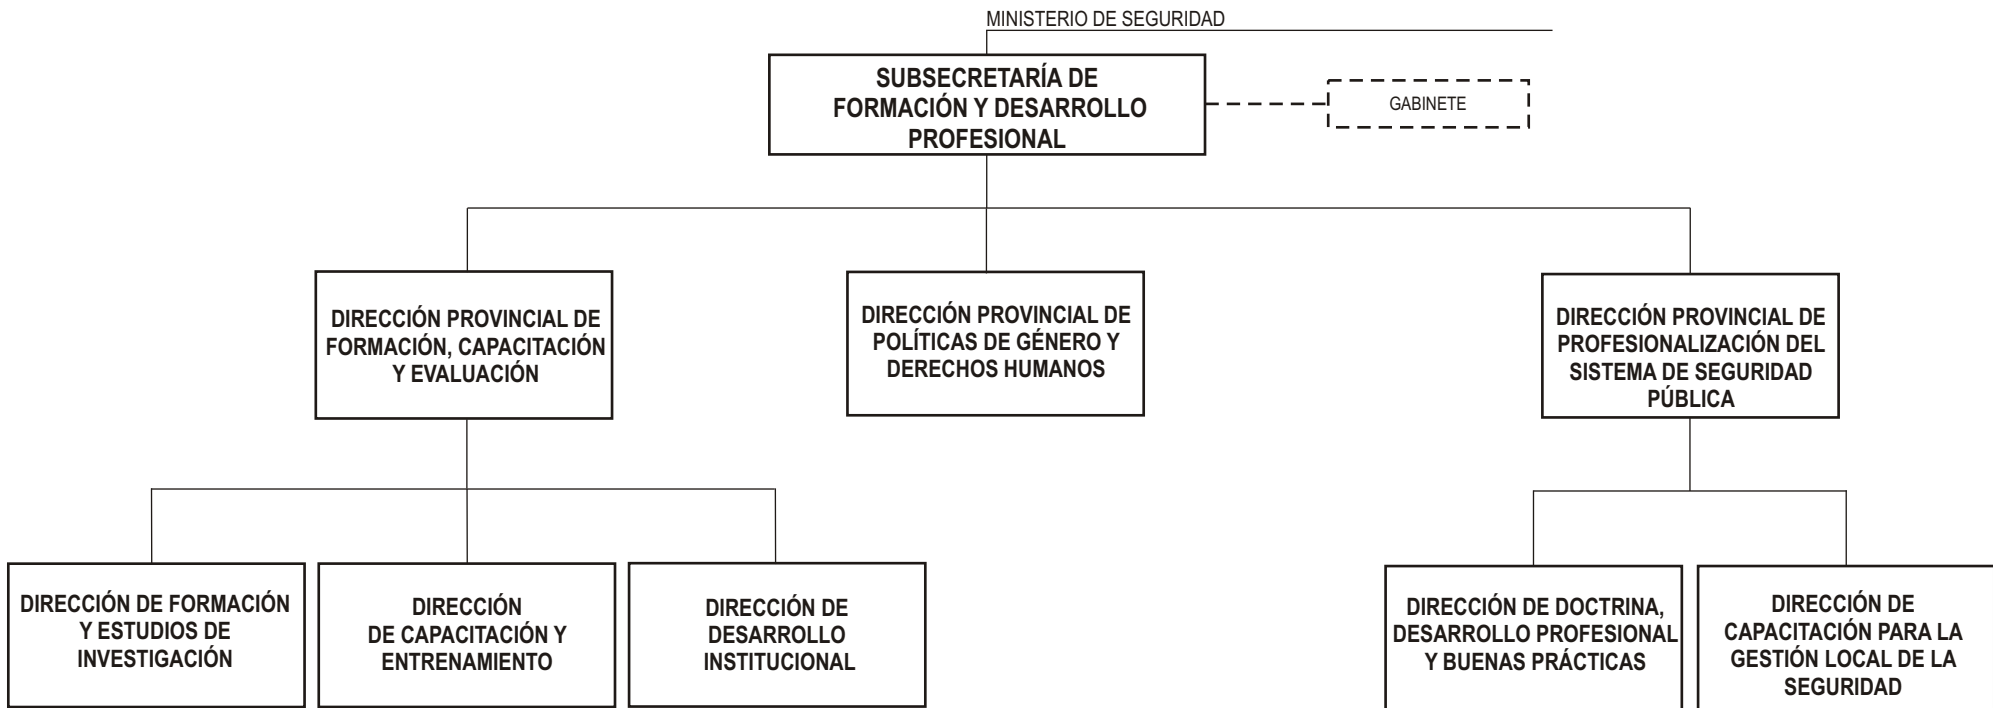 MINISTERIO DE SEGURIDAD
SUBSECRETARÍA DE
FORMACIÓN Y DESARROLLO
PROFESIONAL
GABINETE
DIRECCIÓN PROVINCIAL DE
FORMACIÓN, CAPACITACIÓN
Y EVALUACIÓN
DIRECCIÓN PROVINCIAL DE
POLÍTICAS DE GÉNERO Y
DERECHOS HUMANOS
DIRECCIÓN PROVINCIAL DE
PROFESIONALIZACIÓN DEL
SISTEMA DE SEGURIDAD
PÚBLICA
DIRECCIÓN DE FORMACIÓN
Y ESTUDIOS DE
INVESTIGACIÓN
DIRECCIÓN
DE CAPACITACIÓN Y
ENTRENAMIENTO
DIRECCIÓN DE
DESARROLLO
INSTITUCIONAL
DIRECCIÓN DE DOCTRINA,
DESARROLLO PROFESIONAL
Y BUENAS PRÁCTICAS
DIRECCIÓN DE
CAPACITACIÓN PARA LA
GESTIÓN LOCAL DE LA
SEGURIDAD